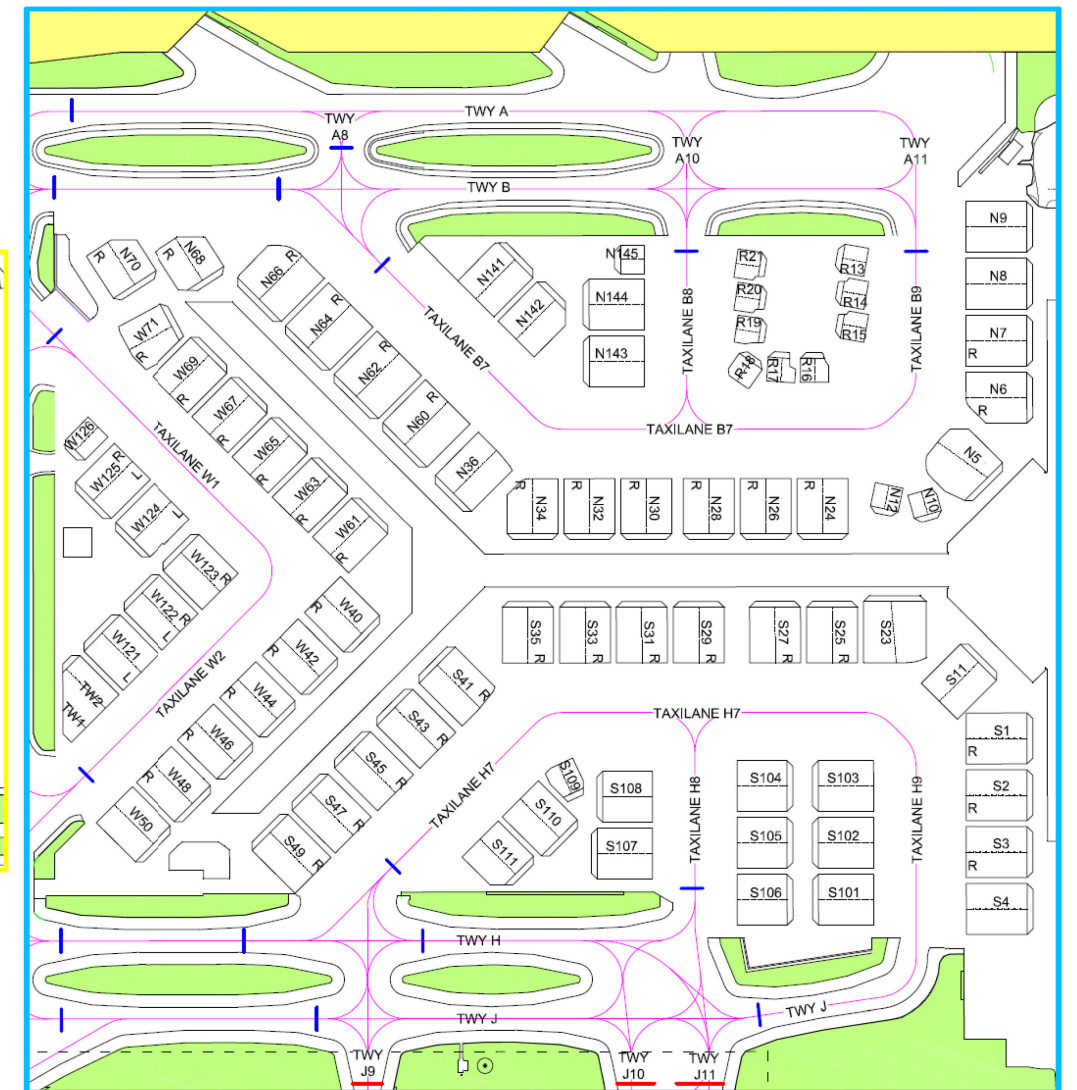 TWY A
TWY
A8
TWY
A10
TWY
A11
TWY B
N9
N70
R
N68
R
N66
R
N141
N145
R21
R13
N8
N142
N144
R20
R14
N64
R
TAXILANE B7
TAXILANE B8
TAXILANE B9
R19
R15
N7
R
W71
R
N62
R
N143
R18
R17
R16
N6
R
W69
R
N60
R
TAXILANE B7
W67
R
W126
TAXILANE W1
W65
R
N36
N5
W125
R
L
W63
R
R
N34
R
N32
R
N30
R
N28
R
N26
R
N24
N12
N10
W124
L
W61
R
W123
R
W122
R
L
W40
R
S35
R
S33
R
S31
R
S29
R
S27
R
S25
R
S23
W121
L
W42
S11
TW2
TW1
TAXILANE W2
W44
R
S41
R
S43
R
TAXILANE H7
S1
R
W46
R
S45
R
TAXILANE H7
S109
S108
TAXILANE H8
S104
S103
TAXILANE H9
S2
R
W48
R
S47
R
S110
W50
S107
S105
S102
S3
R
S49
R
S111
S106
S101
S4
TWY H
TWY J
TWY J
TWY
J9
TWY
J10
TWY
J11